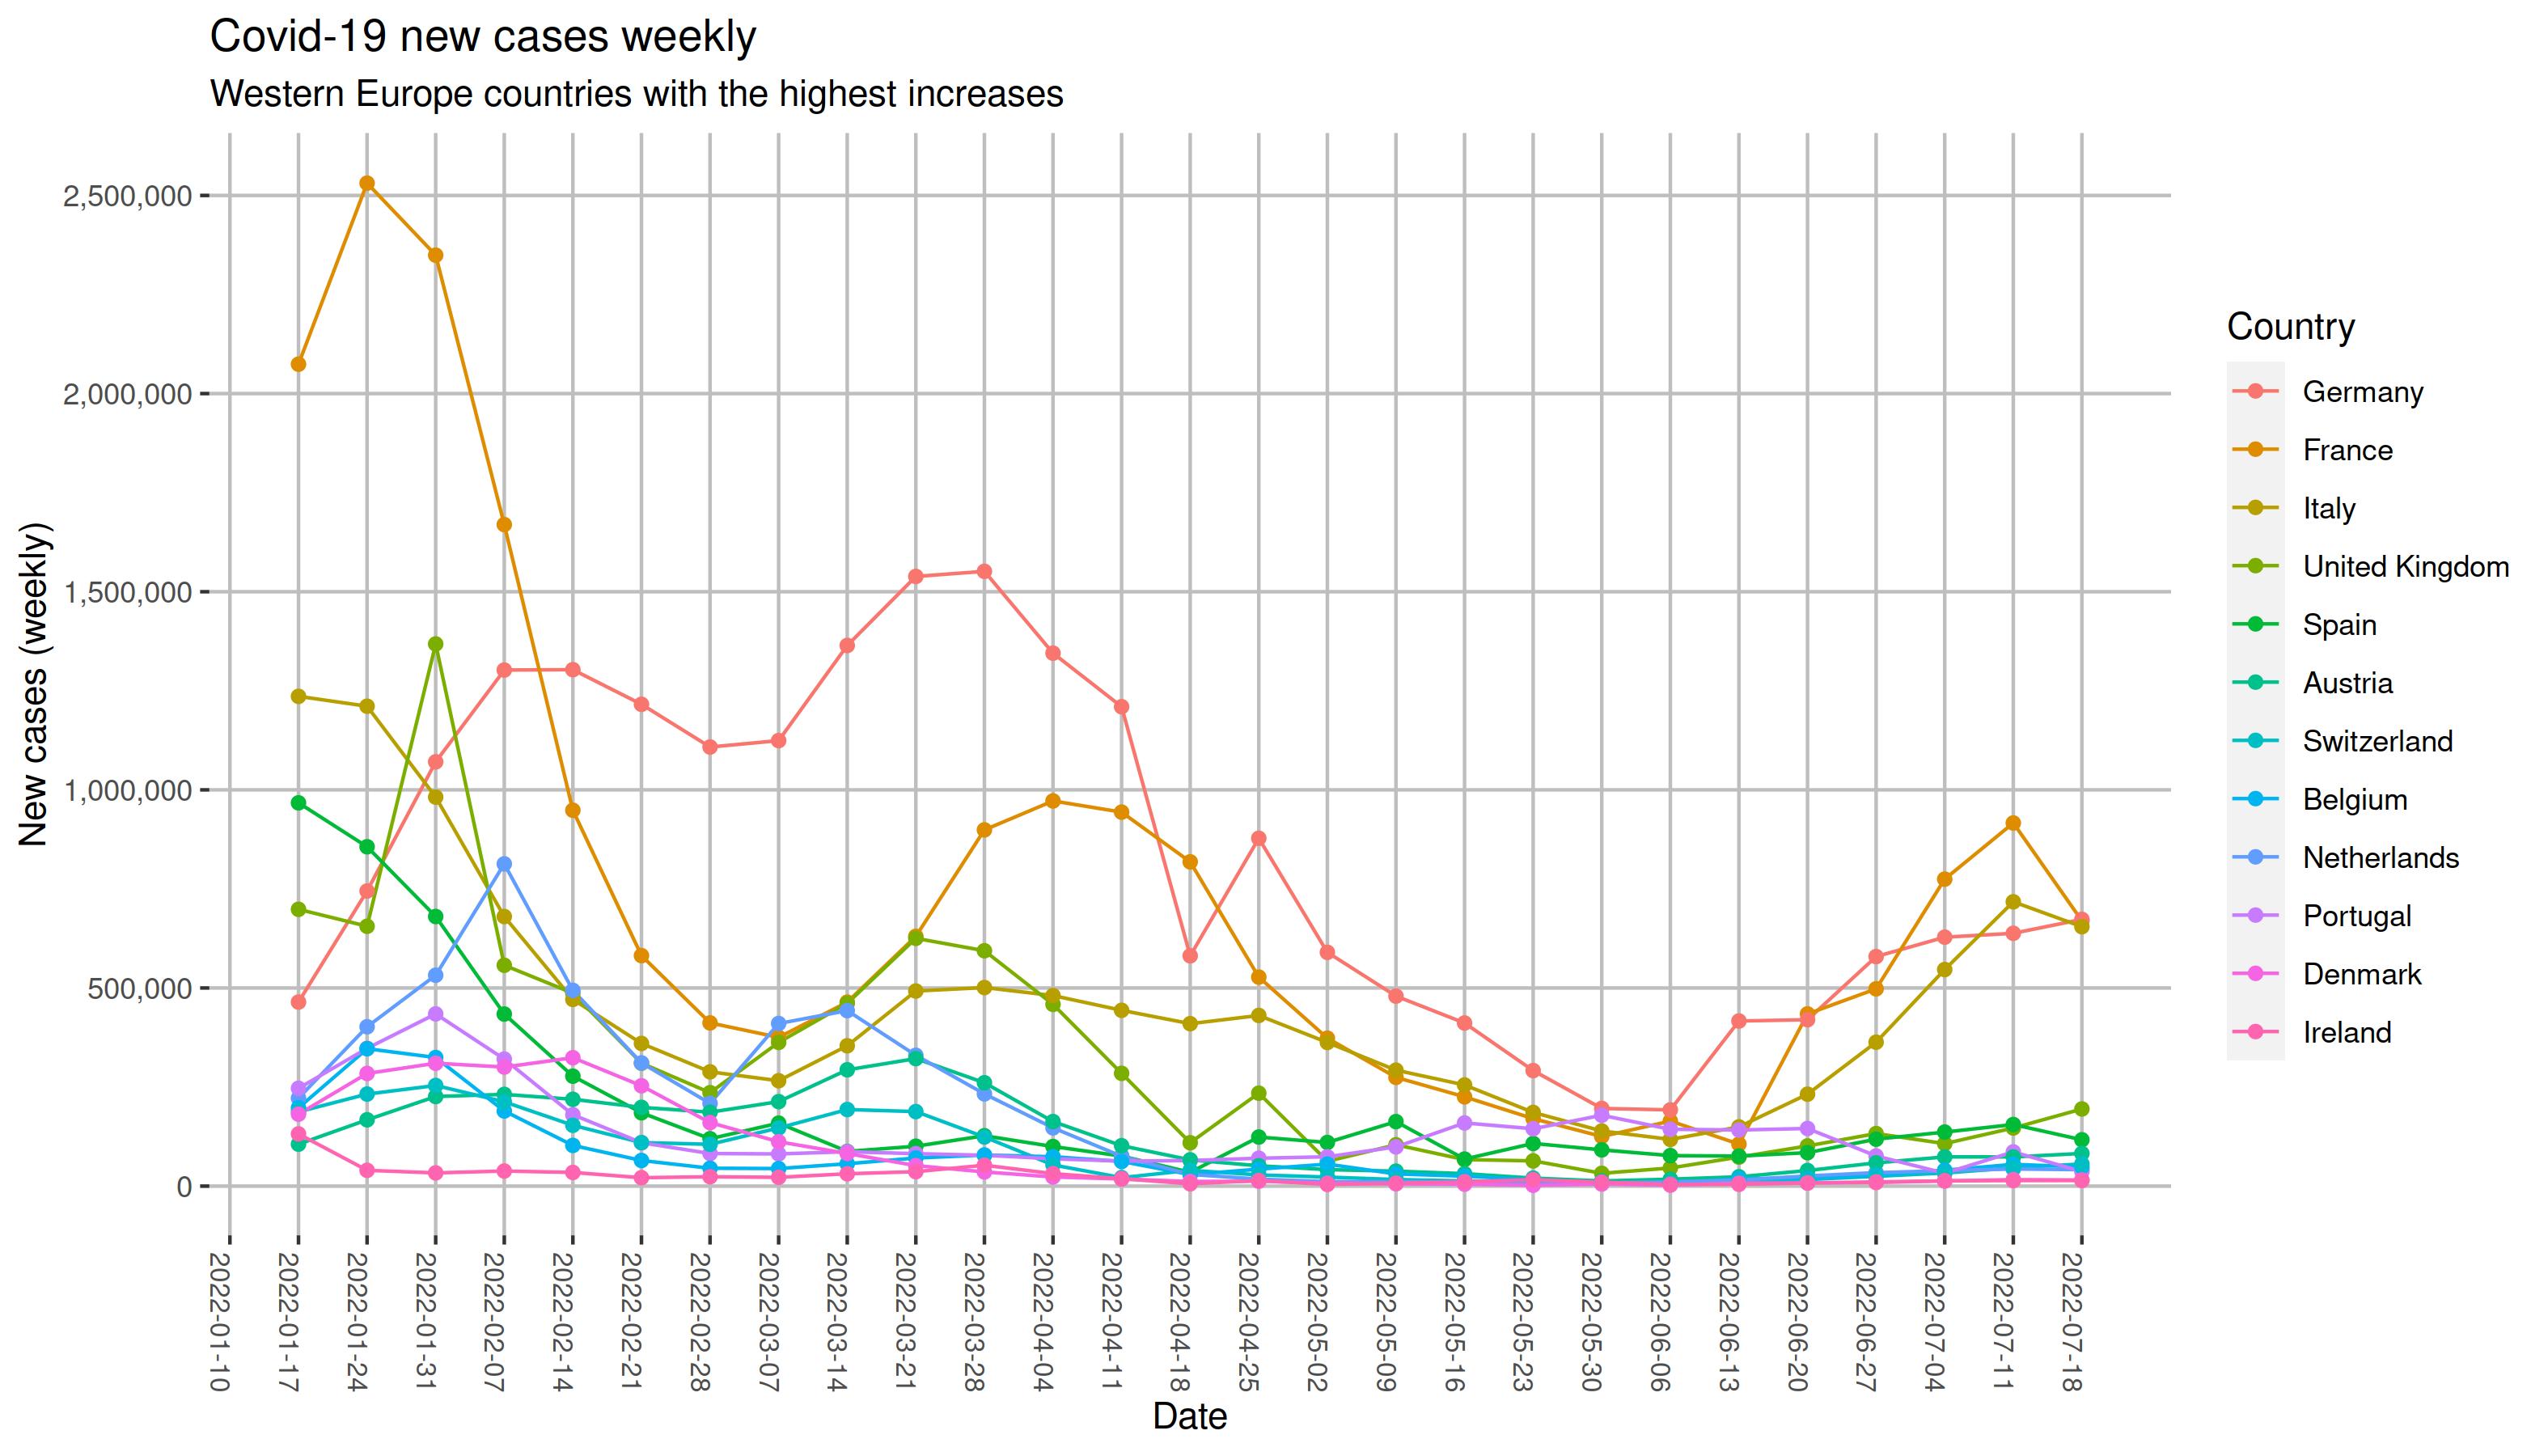 Covid-19 new cases weekly
Western Europe countries with the highest increases
New cases (weekly)
2,500,000
2,000,000
1,500,000
1,000,000
500,000
0
2022-01-10
2022-01-17
2022-01-24
2022-01-31
2022-02-07
2022-02-14
2022-02-21
2022-02-28
2022-03-07
2022-03-14
2022-03-21
2022-03-28
2022-04-04
2022-04-11
2022-04-18
2022-04-25
2022-05-02
2022-05-09
2022-05-16
2022-05-23
2022-05-30
2022-06-06
2022-06-13
2022-06-20
2022-06-27
2022-07-04
2022-07-11
2022-07-18
Date
Country
Germany
France
Italy
United Kingdom
Spain
Austria
Switzerland
Belgium
Netherlands
Portugal
Denmark
Ireland